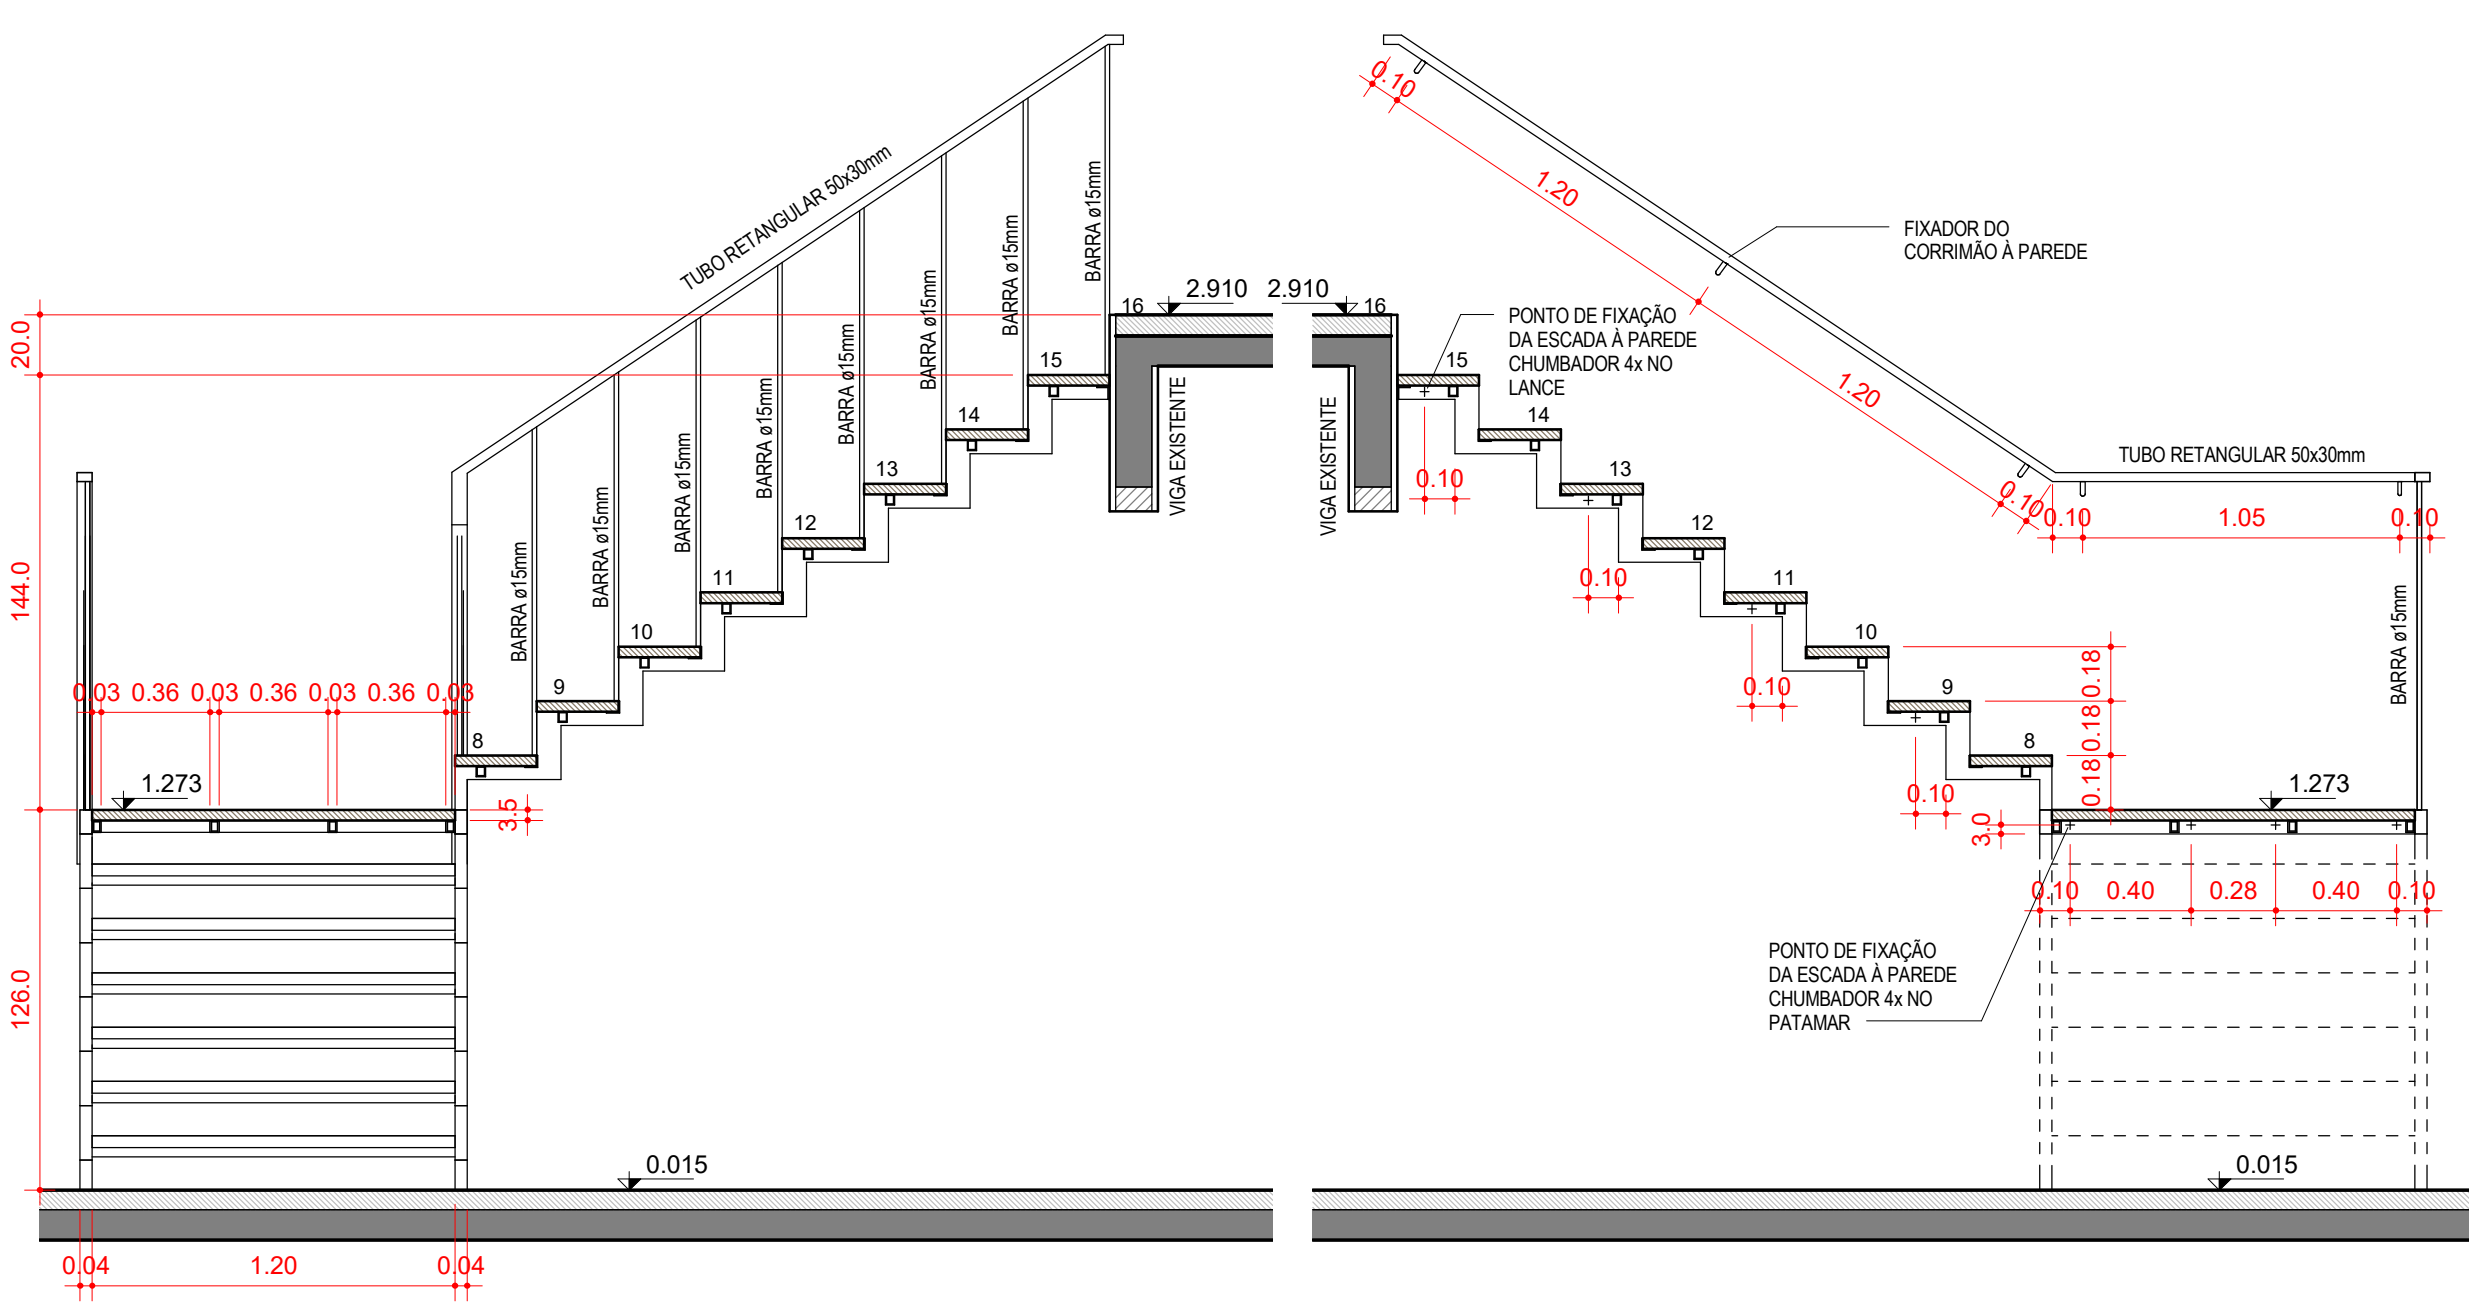 TUBO RETANGULAR 50x30mm
BARRA ø15mm
BARRA ø15mm
BARRA ø15mm
BARRA ø15mm
BARRA ø15mm
BARRA ø15mm
BARRA ø15mm
BARRA ø15mm
16
2.910
15
14
13
12
11
10
9
8
VIGA EXISTENTE
20.0
144.0
126.0
0.03
0.36
0.03
0.36
0.03
0.36
0.03
1.273
3.5
0.015
0.04
1.20
0.04
2.910
16
15
14
13
12
11
10
9
8
VIGA EXISTENTE
0.10
1.20
1.20
0.10
FIXADOR DO
CORRIMÃO À PAREDE
PONTO DE FIXAÇÃO
DA ESCADA À PAREDE
CHUMBADOR 4x NO
LANCE
TUBO RETANGULAR 50x30mm
0.10
1.05
0.10
BARRA ø15mm
0.10
0.10
0.10
0.10
0.18
0.18
0.18
1.273
3.0
0.10
0.40
0.28
0.40
0.10
PONTO DE FIXAÇÃO
DA ESCADA À PAREDE
CHUMBADOR 4x NO
PATAMAR
0.015